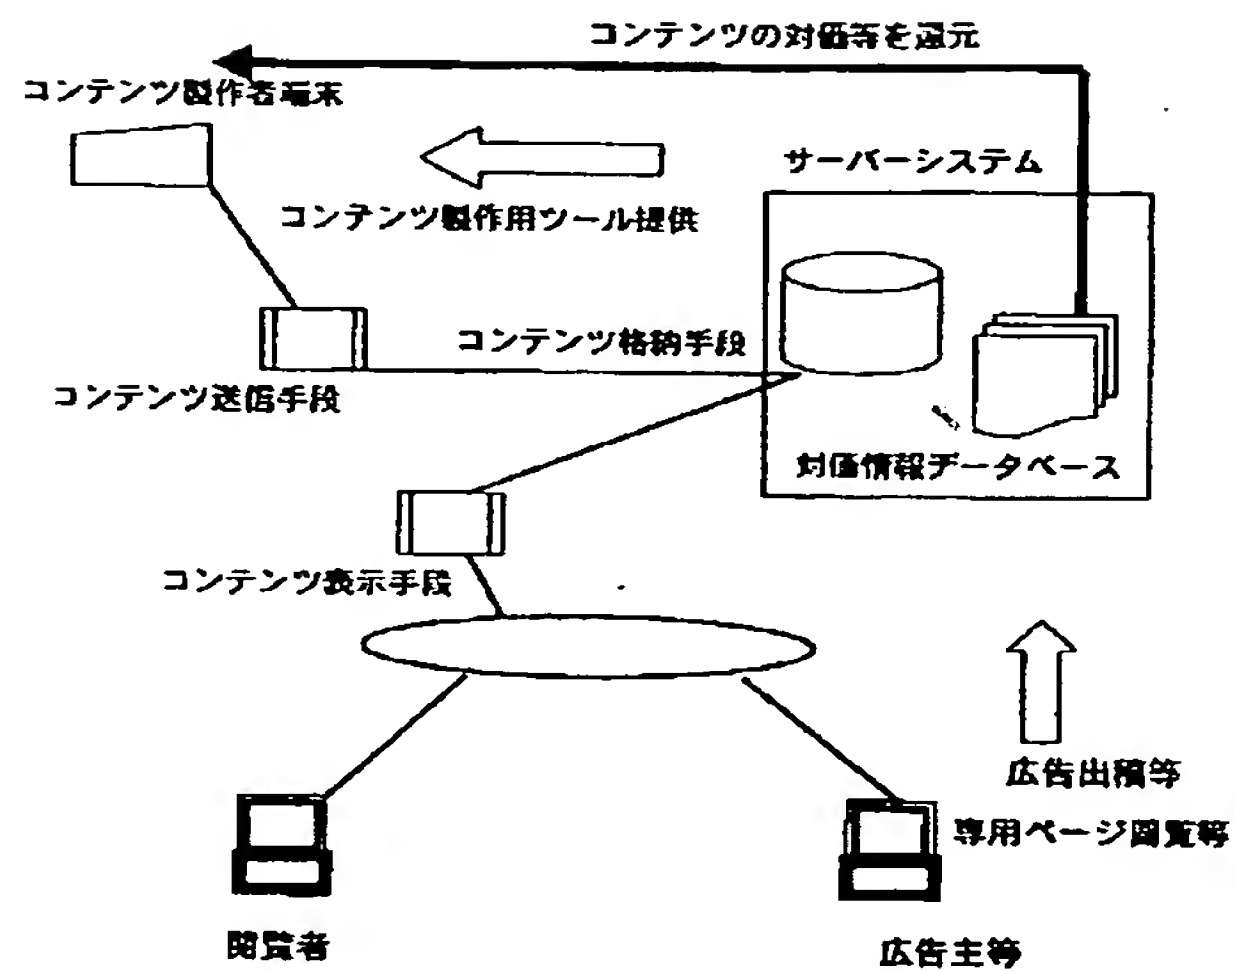 コンテンツの対価等を還元
コンテンツ製作者端末
サーバーシステム
コンテンツ製作用ツール提供
コンテンツ格納手段
コンテンツ送信手段
対価情報データベース
コンテンツ表示手段
広告出稿等
専用ページ閲覧等
閲覧者
広告主等